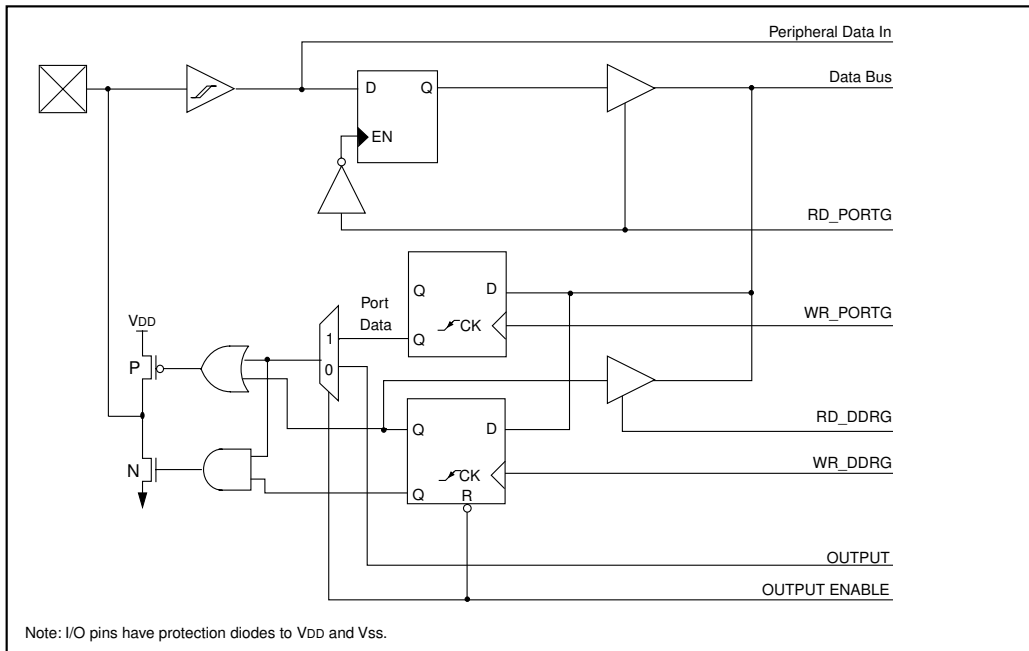 Peripheral Data In
D
Q
Data Bus
EN
RD_PORTG
Port
Data
Q
D
VDD
1
CK
WR_PORTG
Q
P
0
RD_DDRG
Q
D
N
CK
WR_DDRG
Q
R
OUTPUT
OUTPUT ENABLE
Note: I/O pins have protection diodes to VDD and Vss.